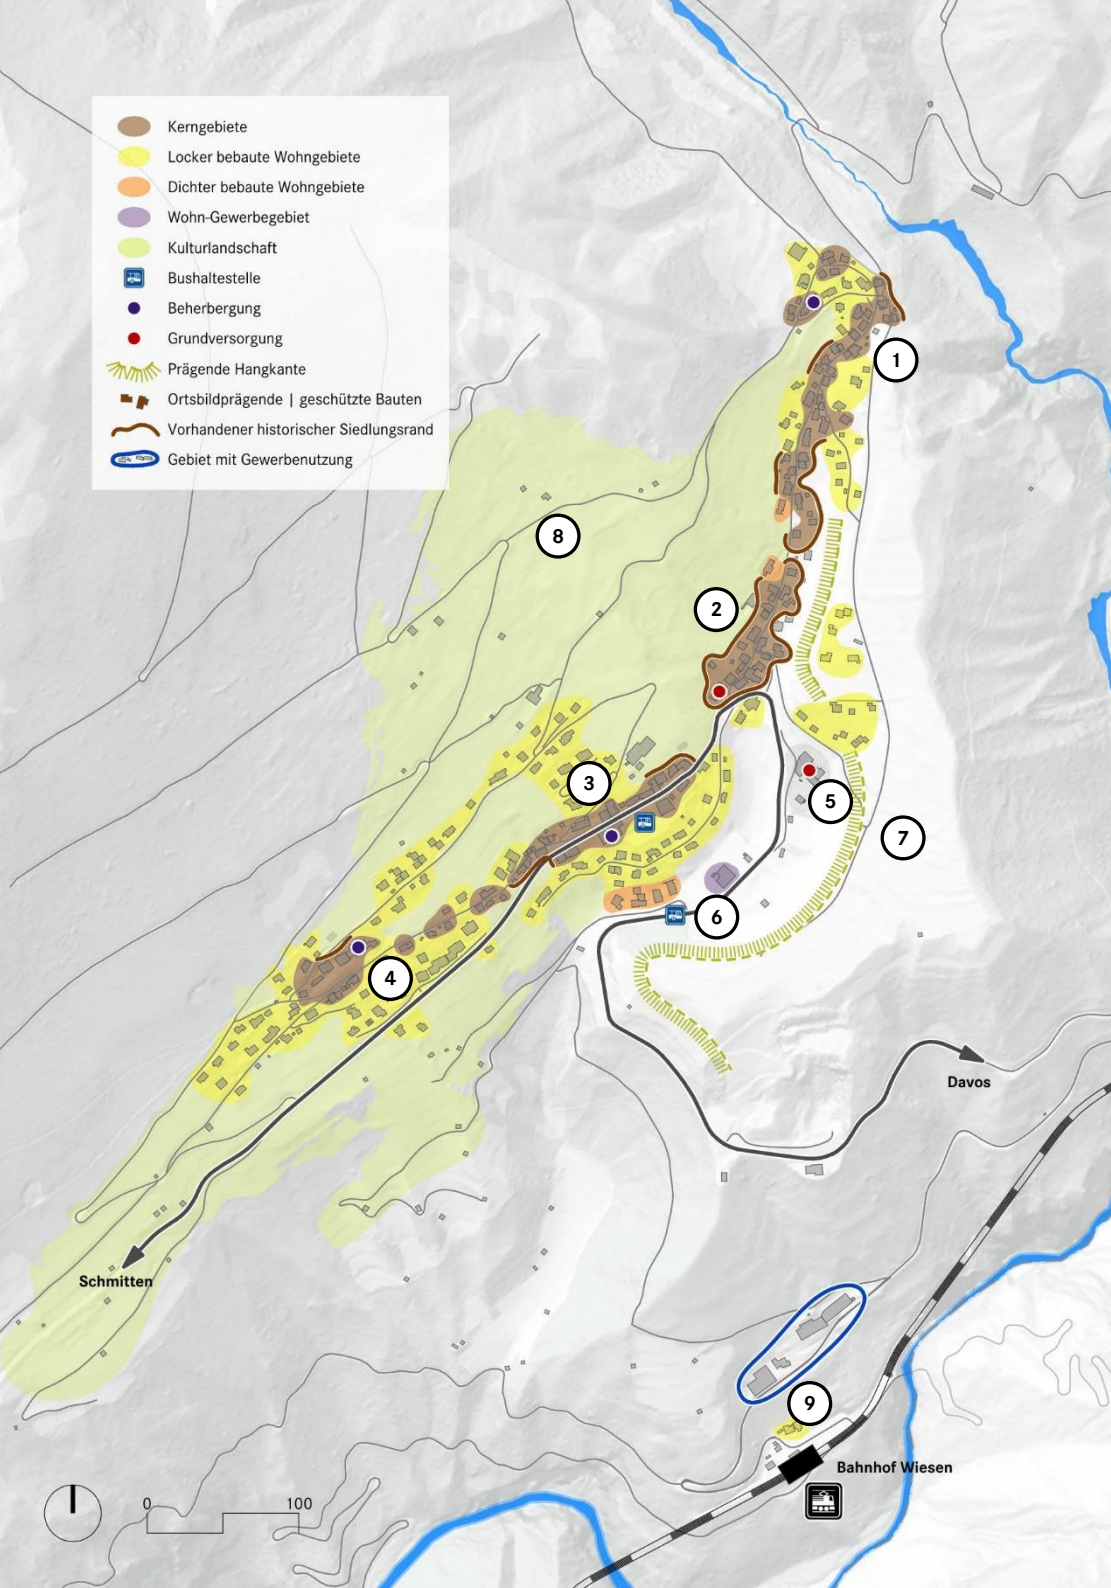 Kerngebiete
Locker bebaute Wohngebiete
Dichter bebaute Wohngebiete
Wohn-Gewerbegebiet
Kulturlandschaft
Bushaltestelle
Beherbergung
Grundversorgung
Prägende Hangkante
Ortsbildprägende | geschützte Bauten
Vorhandener historischer Siedlungsrand
Gebiet mit Gewerbenutzung
1
8
2
3
5
7
6
4
Davos
Schmitten
9
Bahnhof Wiesen
0 100